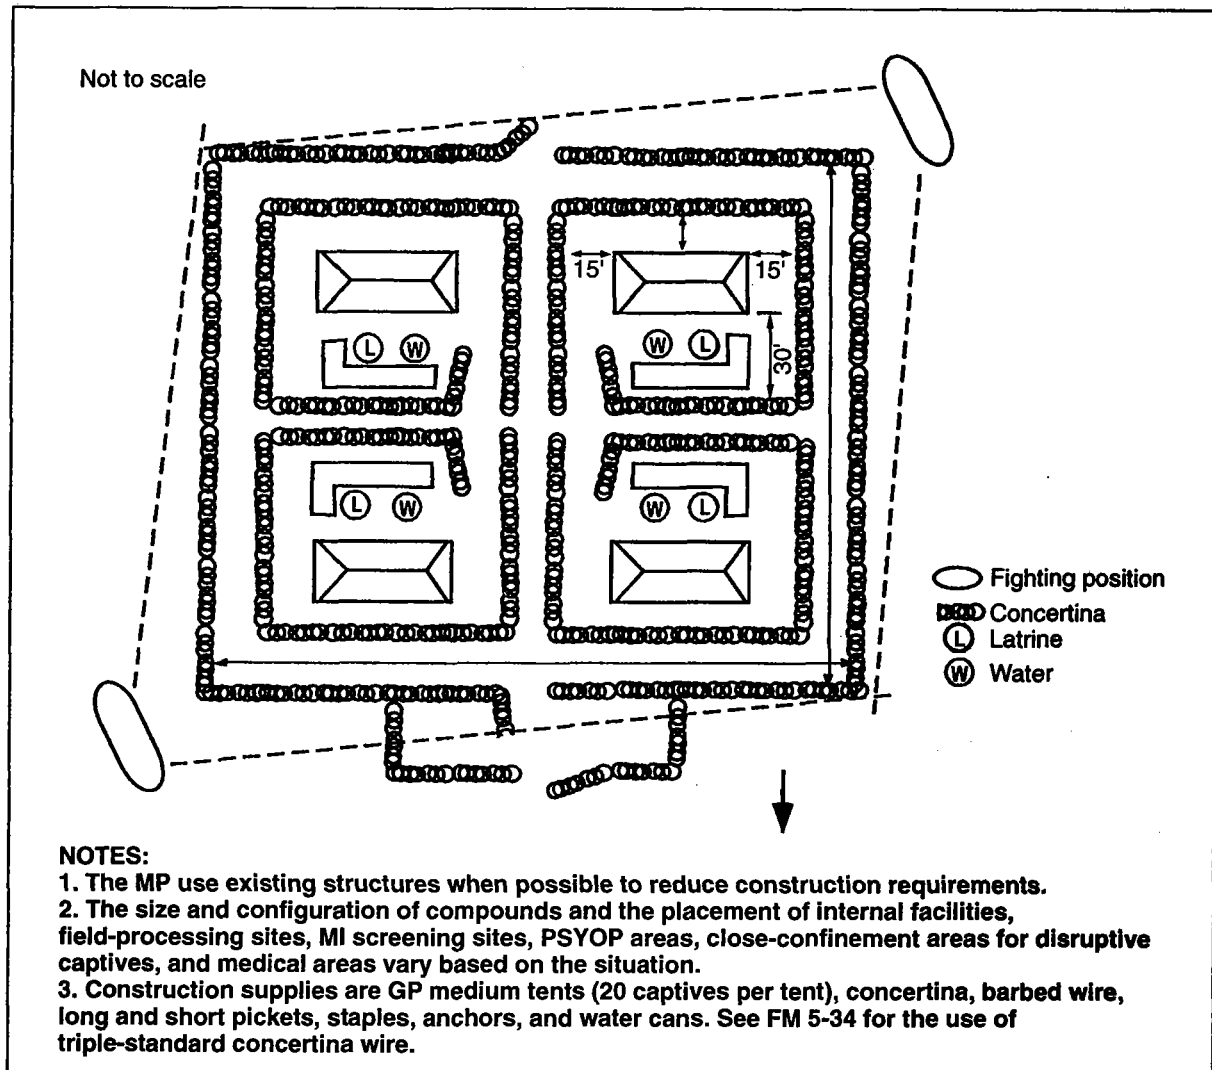 Not to scale
15'
15'
L
W
W
L
30'
L
W
W
L
Fighting position
Concertina
L Latrine
W Water
NOTES:
1. The MP use existing structures when possible to reduce construction requirements.
2. The size and configuration of compounds and the placement of internal facilities,
field-processing sites, MI screening sites, PSYOP areas, close-confinement areas for disruptive
captives, and medical areas vary based on the situation.
3. Construction supplies are GP medium tents (20 captives per tent), concertina, barbed wire,
long and short pickets, staples, anchors, and water cans. See FM 5-34 for the use of
triple-standard concertina wire.